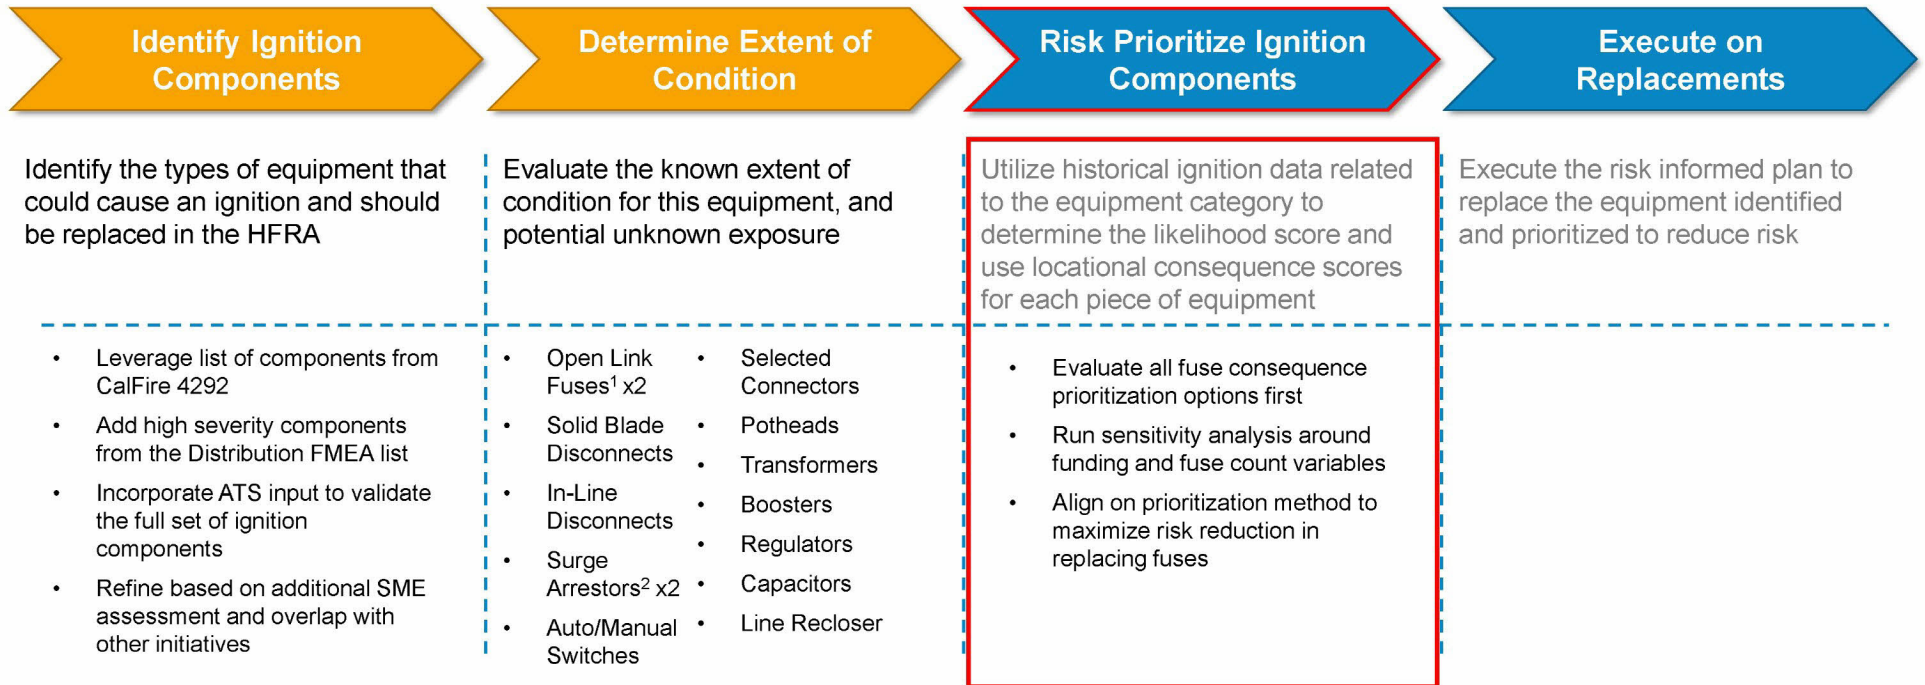 Identify Ignition
Components
Determine Extent of
Condition
Risk Prioritize Ignition
Components
Execute on
Replacements
Identify the types of equipment that
could cause an ignition and should
be replaced in the HFRA
Evaluate the known extent of
condition for this equipment, and
potential unknown exposure
Utilize historical ignition data related
to the equipment category to
determine the likelihood score and
use locational consequence scores
for each piece of equipment
Execute the risk informed plan to
replace the equipment identified
and prioritized to reduce risk
• Leverage list of components from
CalFire 4292
• Add high severity components
from the Distribution FMEA list
• Incorporate ATS input to validate
the full set of ignition
components
• Refine based on additional SME
assessment and overlap with
other initiatives
• Open Link
Fuses¹ x2
• Solid Blade
Disconnects
• In-Line
Disconnects
• Surge
Arrestors² x2
• Auto/Manual
Switches
• Selected
Connectors
• Potheads
• Transformers
• Boosters
• Regulators
• Capacitors
• Line Recloser
• Evaluate all fuse consequence
prioritization options first
• Run sensitivity analysis around
funding and fuse count variables
• Align on prioritization method to
maximize risk reduction in
replacing fuses